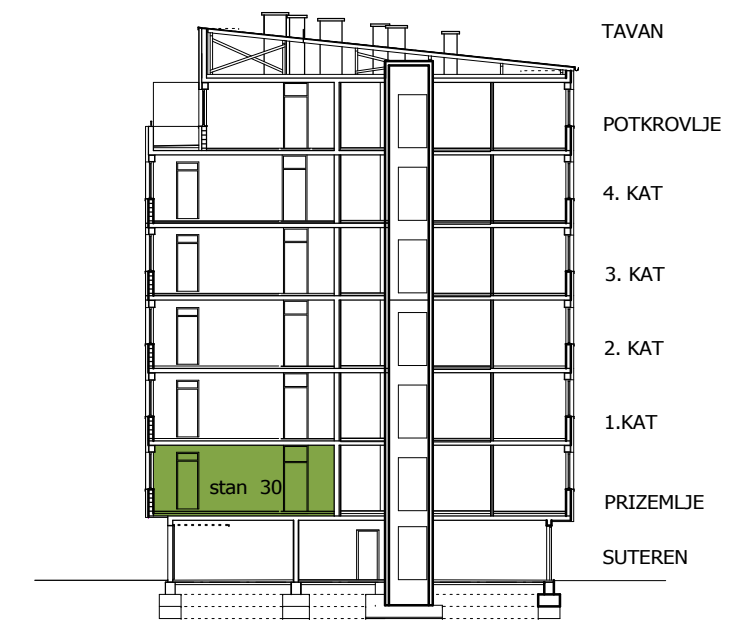 TAVAN
POTKROVLJE
4. KAT
3. KAT
2. KAT
1.KAT
stan 30
PRIZEMLJE
SUTEREN